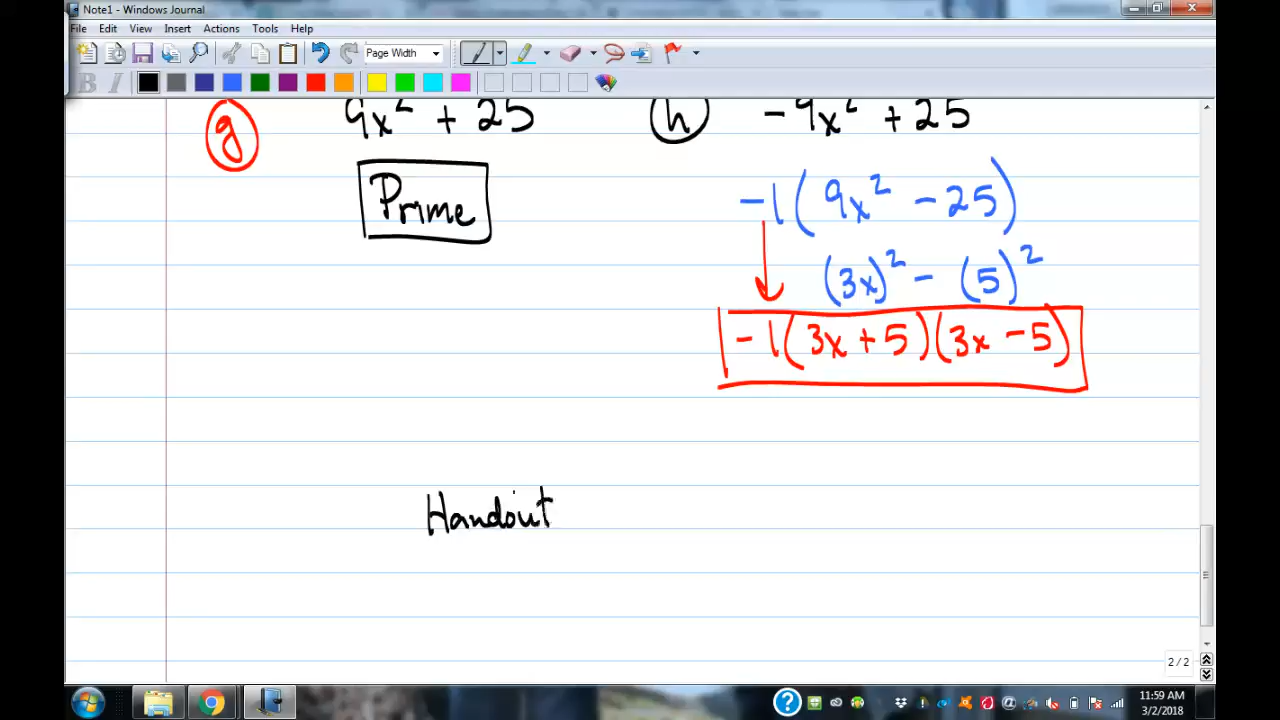 Note1 - Windows Journal
File Edit View Insert Actions Tools Help
Page Width
B I
g 9x² + 25 h -9x² + 25
Prime
-1(9x² - 25)
(3x)² - (5)²
-1(3x + 5)(3x - 5)
Handout
2/2
11:59 AM
3/2/2018